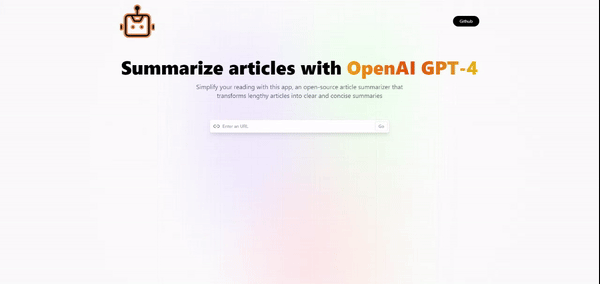 Github
Summarize articles with OpenAI GPT-4
Simplify your reading with this app, an open-source article summarizer that
transforms lengthy articles into clear and concise summaries
Enter an URL
Go